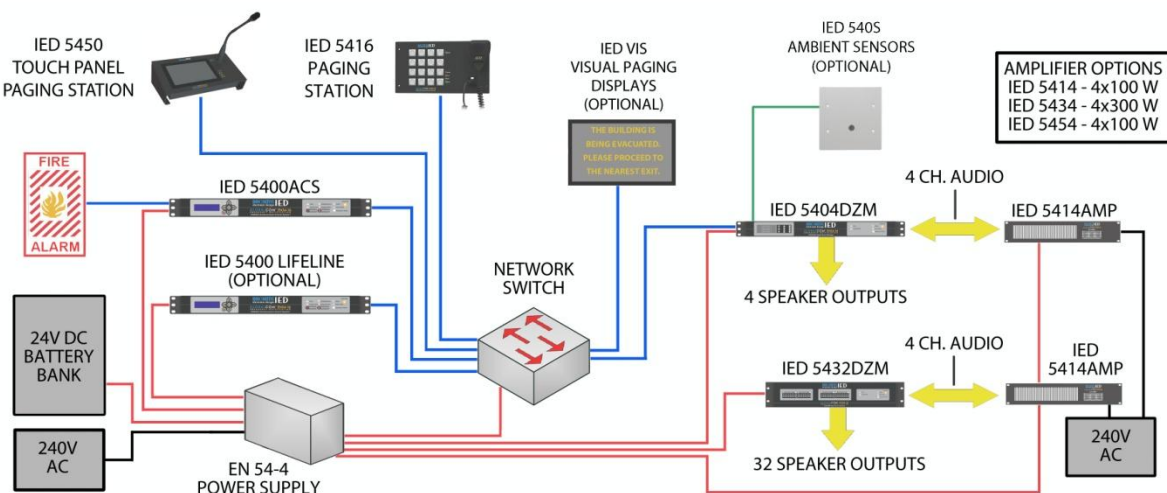 IED 5450
TOUCH PANEL
PAGING STATION
IED 5416
PAGING
STATION
IED VIS
VISUAL PAGING
DISPLAYS
(OPTIONAL)
IED 540S
AMBIENT SENSORS
(OPTIONAL)
AMPLIFIER OPTIONS
IED 5414 - 4x100 W
IED 5434 - 4x300 W
IED 5454 - 4x100 W
THE BUILDING IS
BEING EVACUATED.
PLEASE PROCEED TO
THE NEAREST EXIT.
FIRE
ALARM
IED 5400ACS
IED
IED 5400 LIFELINE
(OPTIONAL)
IED
NETWORK
SWITCH
IED 5404DZM
IED
4 CH. AUDIO
IED 5414AMP
4 SPEAKER OUTPUTS
24V DC
BATTERY
BANK
240V
AC
EN 54-4
POWER SUPPLY
IED 5432DZM
IED
4 CH. AUDIO
IED
5414AMP
32 SPEAKER OUTPUTS
240V
AC